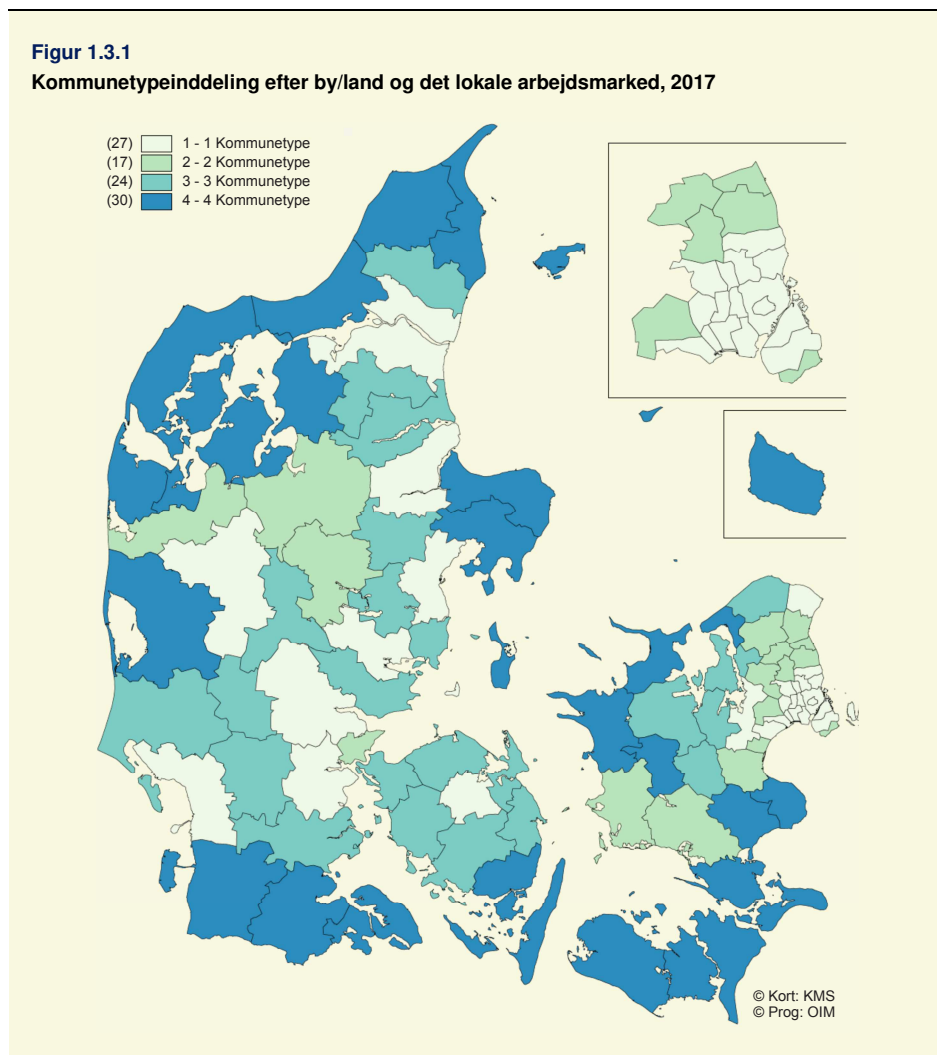 Figur 1.3.1
Kommunetypeinddeling efter by/land og det lokale arbejdsmarked, 2017
(27) 1 - 1 Kommunetype
(17) 2 - 2 Kommunetype
(24) 3 - 3 Kommunetype
(30) 4 - 4 Kommunetype
© Kort: KMS
© Prog: OIM